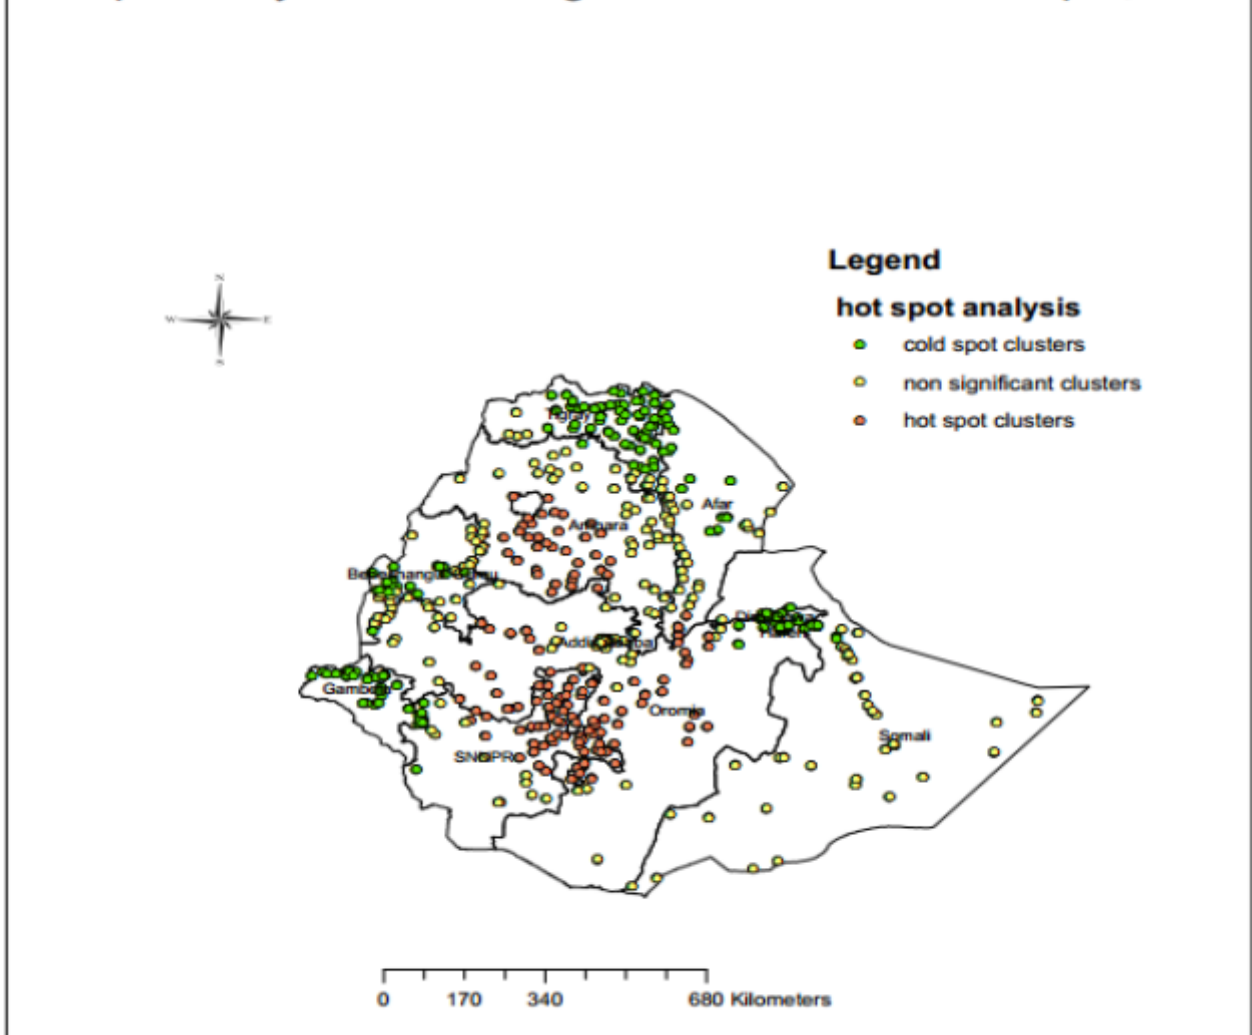 Legend
hot spot analysis
N
W E
S
cold spot clusters
non significant clusters
hot spot clusters
Tigray
Afar
Amhara
Gambela
Oromia
Somali
SNNPR
0 170 340 680 Kilometers